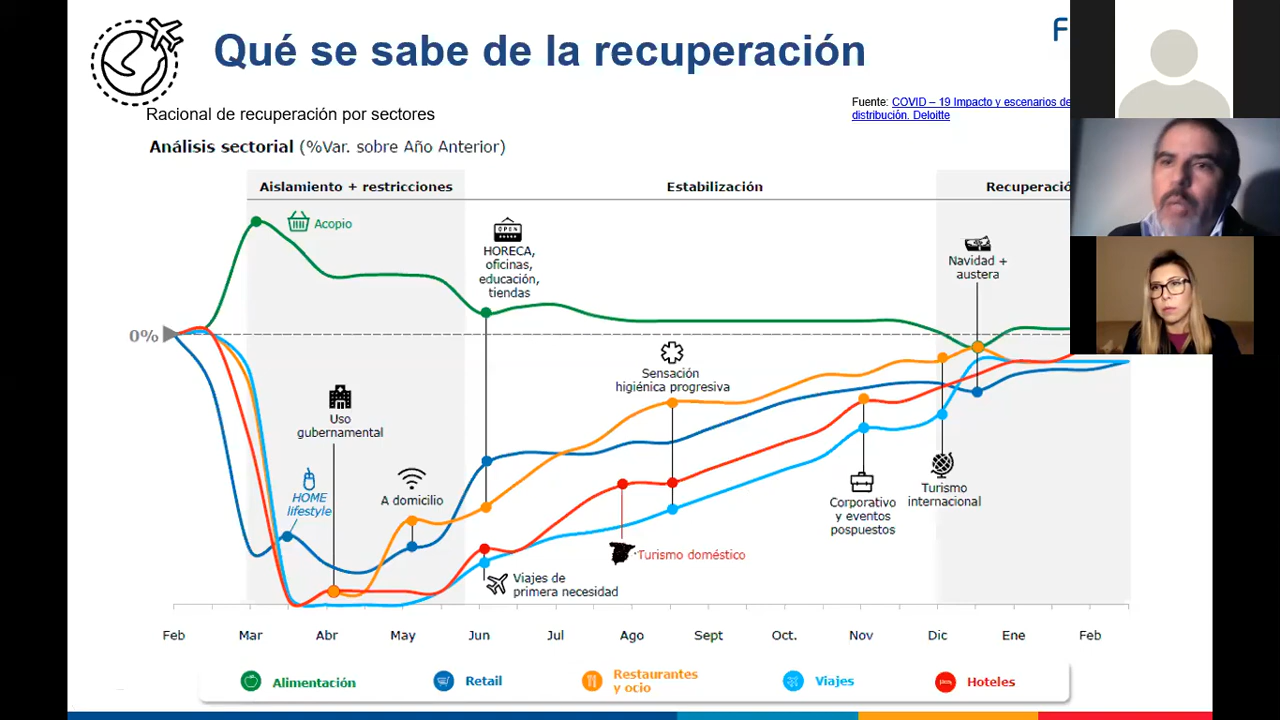 Qué se sabe de la recuperación
F
Racional de recuperación por sectores
Fuente: COVID – 19 Impacto y escenarios de
distribución. Deloitte
Análisis sectorial (%Var. sobre Año Anterior)
Aislamiento + restricciones
Estabilización
Recuperació
Acopio
OPEN
HORECA,
oficinas,
educación,
tiendas
Navidad +
austera
0%
Sensación
higiénica progresiva
Uso
gubernamental
HOME
lifestyle
A domicilio
Corporativo
y eventos
pospuestos
Turismo
internacional
Turismo doméstico
Viajes de
primera necesidad
Feb Mar Abr May Jun Jul Ago Sept Oct. Nov Dic Ene Feb
Alimentación
Retail
Restaurantes
y ocio
Viajes
Hoteles